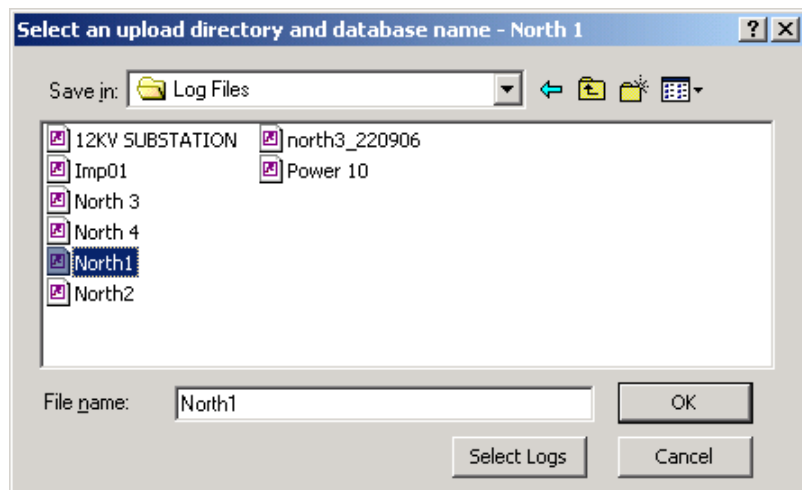 Select an upload directory and database name - North 1
Save in: Log Files
12KV SUBSTATION north3_220906
Imp01 Power 10
North 3
North 4
North1
North2
File name: North1 OK
Select Logs Cancel